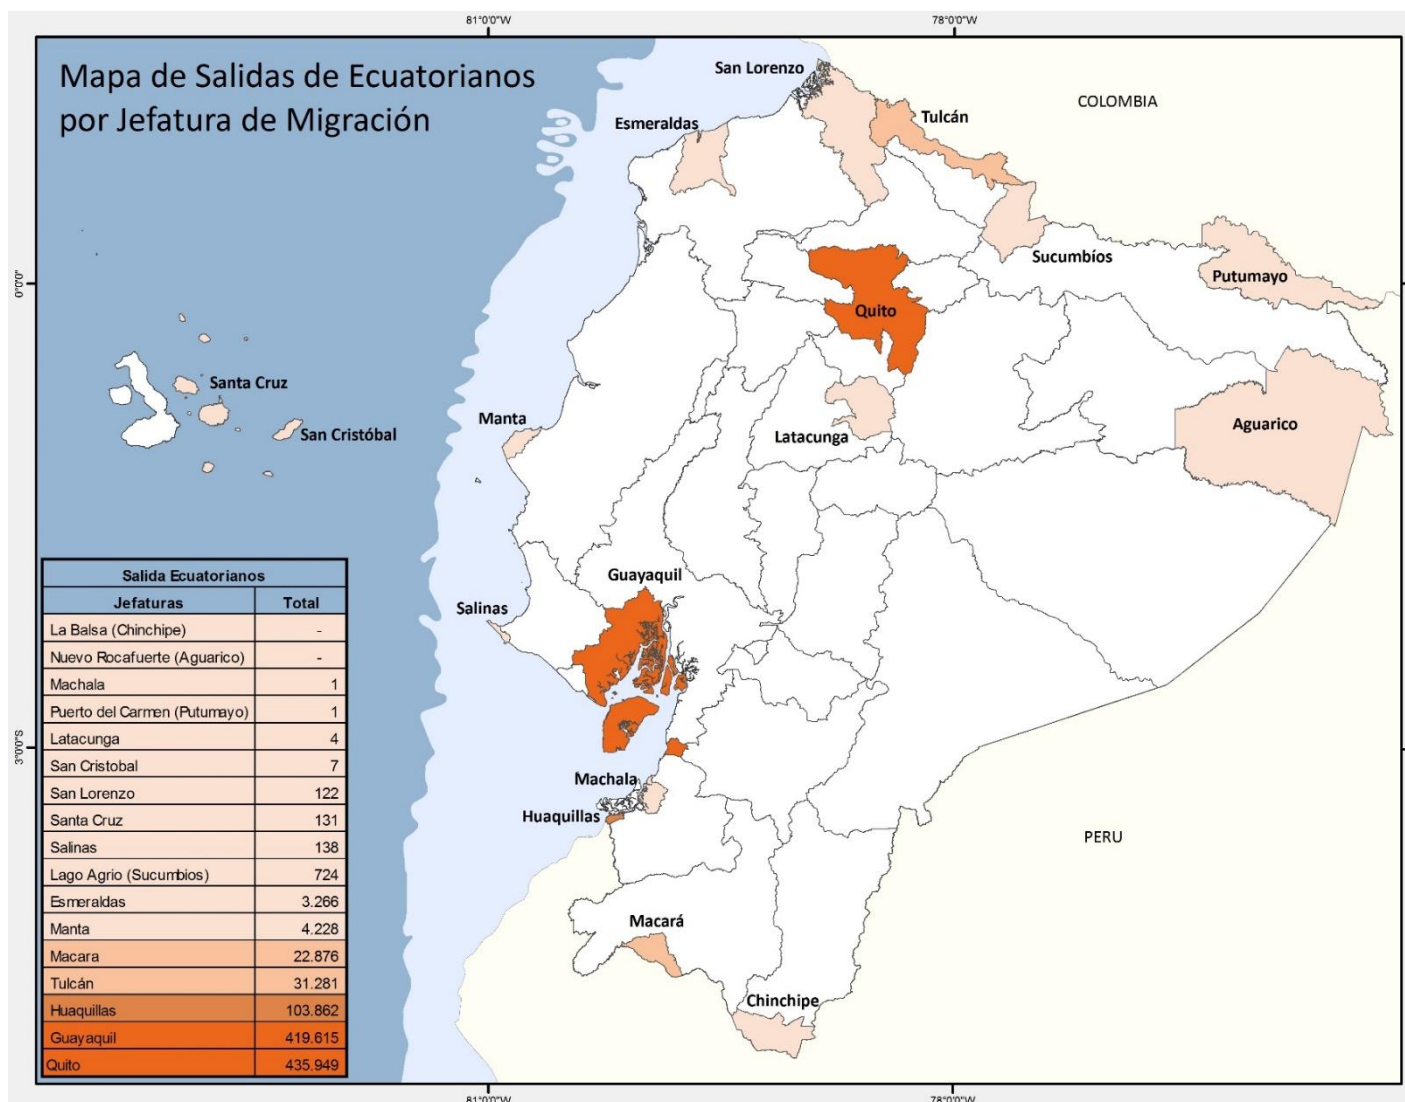 81°0'0"W 78°0'0"W
Mapa de Salidas de Ecuatorianos
por Jefatura de Migración
San Lorenzo
COLOMBIA
Esmeraldas
Tulcán
Sucumbíos
Putumayo
0°0'0"
Quito
Santa Cruz
San Cristóbal
Manta
Latacunga
Aguarico
Guayaquil
Salinas
3°0'0"S
Machala
Huaquillas
PERU
Macará
Chinchipe
Salida Ecuatorianos
Jefaturas Total
La Balsa (Chinchipe) -
Nuevo Rocafuerte (Aguarico) -
Machala 1
Puerto del Carmen (Putumayo) 1
Latacunga 4
San Cristobal 7
San Lorenzo 122
Santa Cruz 131
Salinas 138
Lago Agrio (Sucumbios) 724
Esmeraldas 3.266
Manta 4.228
Macara 22.876
Tulcán 31.281
Huaquillas 103.862
Guayaquil 419.615
Quito 435.949
81°0'0"W 78°0'0"W